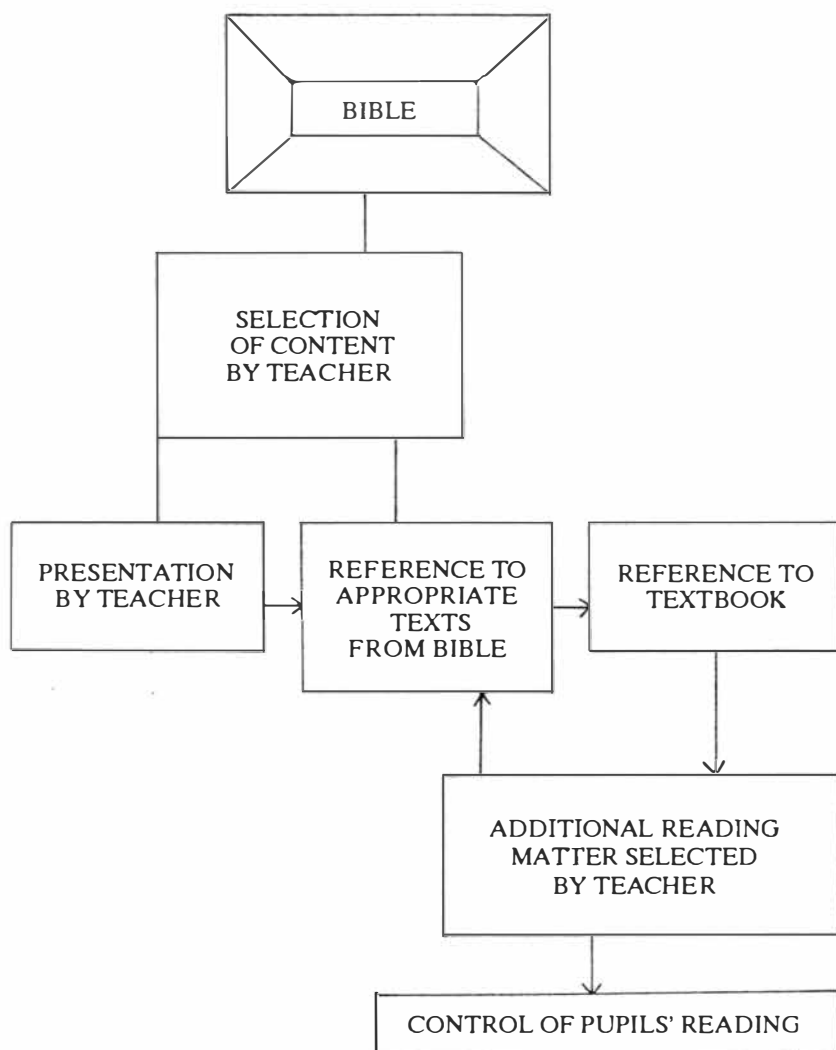 BIBLE
SELECTION
OF CONTENT
BY TEACHER
PRESENTATION
BY TEACHER
REFERENCE TO
APPROPRIATE
TEXTS
FROM BIBLE
REFERENCE TO
TEXTBOOK
ADDITIONAL READING
MATTER SELECTED
BY TEACHER
CONTROL OF PUPILS' READING